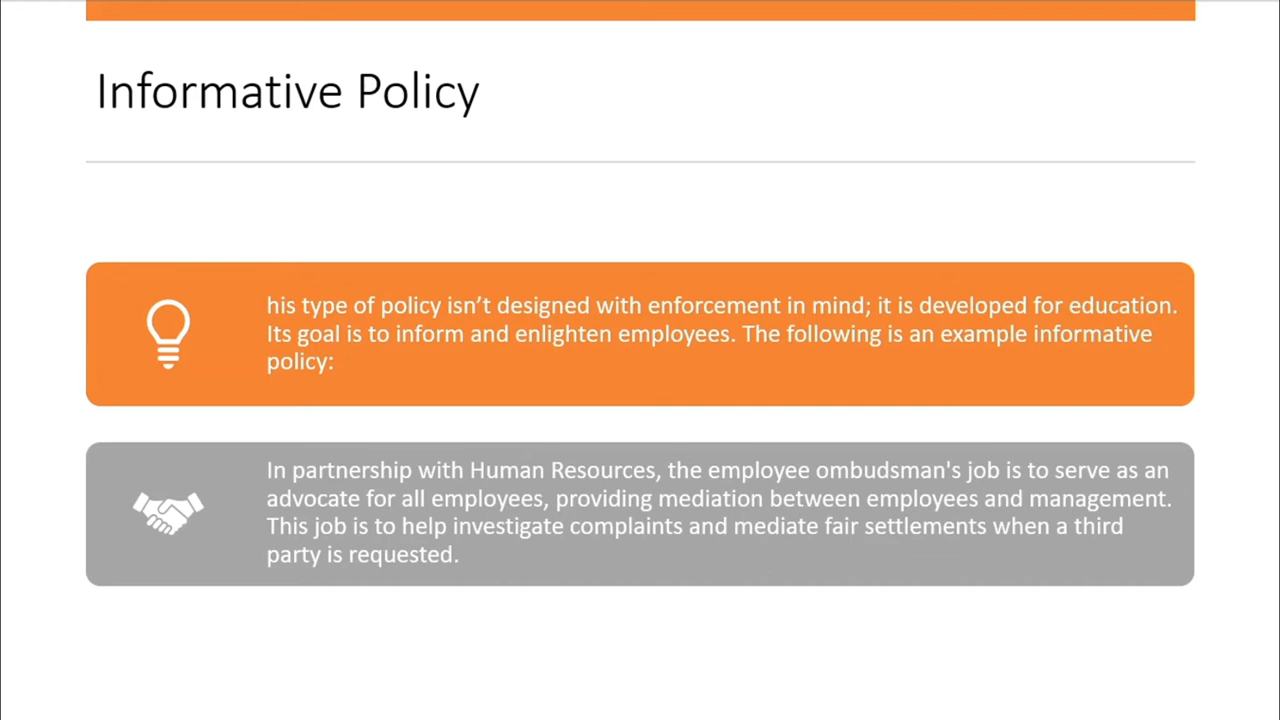 Informative Policy
his type of policy isn’t designed with enforcement in mind; it is developed for education.
Its goal is to inform and enlighten employees. The following is an example informative
policy:
In partnership with Human Resources, the employee ombudsman's job is to serve as an
advocate for all employees, providing mediation between employees and management.
This job is to help investigate complaints and mediate fair settlements when a third
party is requested.